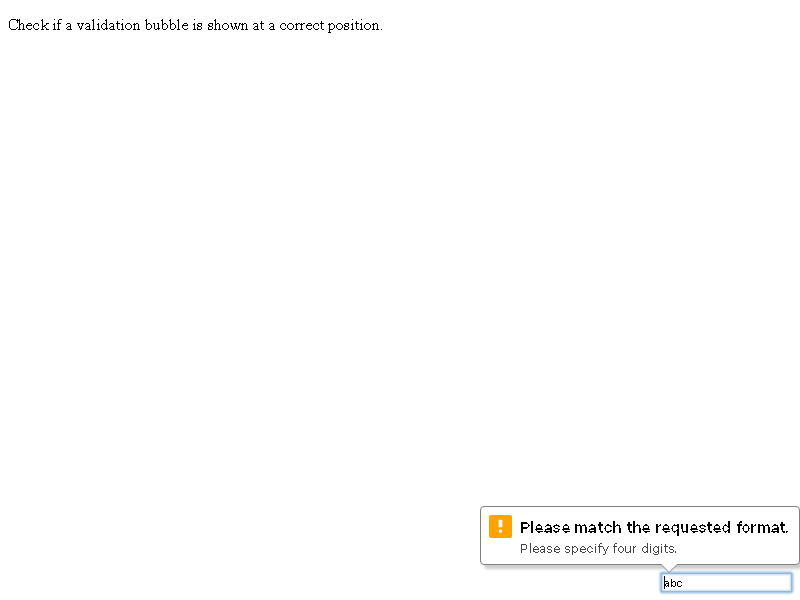 Check if a validation bubble is shown at a correct position.
Please match the requested format.
Please specify four digits.
abc